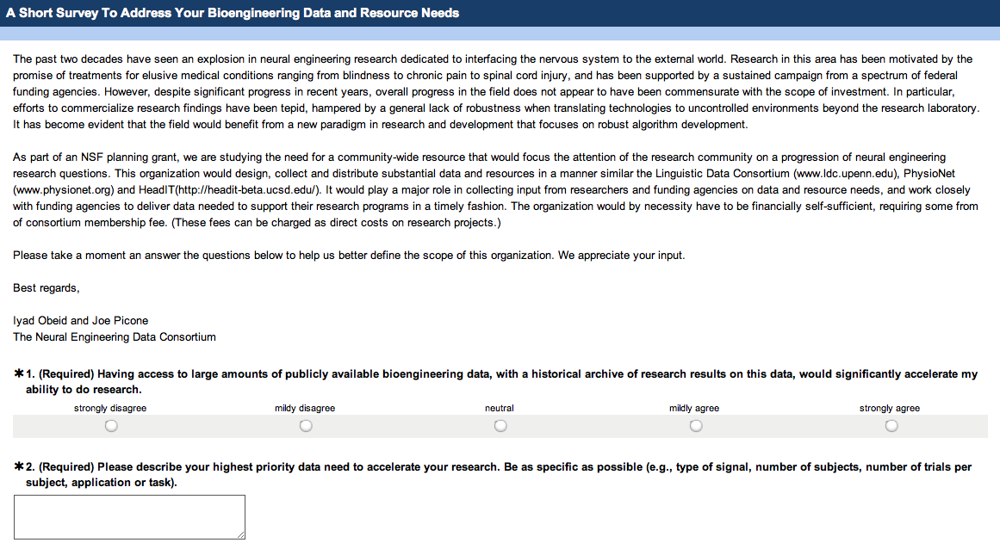 A Short Survey To Address Your Bioengineering Data and Resource Needs
The past two decades have seen an explosion in neural engineering research dedicated to interfacing the nervous system to the external world. Research in this area has been motivated by the
promise of treatments for elusive medical conditions ranging from blindness to chronic pain to spinal cord injury, and has been supported by a sustained campaign from a spectrum of federal
funding agencies. However, despite significant progress in recent years, overall progress in the field does not appear to have been commensurate with the scope of investment. In particular,
efforts to commercialize research findings have been tepid, hampered by a general lack of robustness when translating technologies to uncontrolled environments beyond the research laboratory.
It has become evident that the field would benefit from a new paradigm in research and development that focuses on robust algorithm development.
As part of an NSF planning grant, we are studying the need for a community-wide resource that would focus the attention of the research community on a progression of neural engineering
research questions. This organization would design, collect and distribute substantial data and resources in a manner similar the Linguistic Data Consortium (www.ldc.upenn.edu), PhysioNet
(www.physionet.org) and HeadIT(http://headit-beta.ucsd.edu/). It would play a major role in collecting input from researchers and funding agencies on data and resource needs, and work closely
with funding agencies to deliver data needed to support their research programs in a timely fashion. The organization would by necessity have to be financially self-sufficient, requiring some from
of consortium membership fee. (These fees can be charged as direct costs on research projects.)
Please take a moment an answer the questions below to help us better define the scope of this organization. We appreciate your input.
Best regards,
Iyad Obeid and Joe Picone
The Neural Engineering Data Consortium
*1. (Required) Having access to large amounts of publicly available bioengineering data, with a historical archive of research results on this data, would significantly accelerate my
ability to do research.
strongly disagree mildy disagree neutral mildly agree strongly agree
*2. (Required) Please describe your highest priority data need to accelerate your research. Be as specific as possible (e.g., type of signal, number of subjects, number of trials per
subject, application or task).